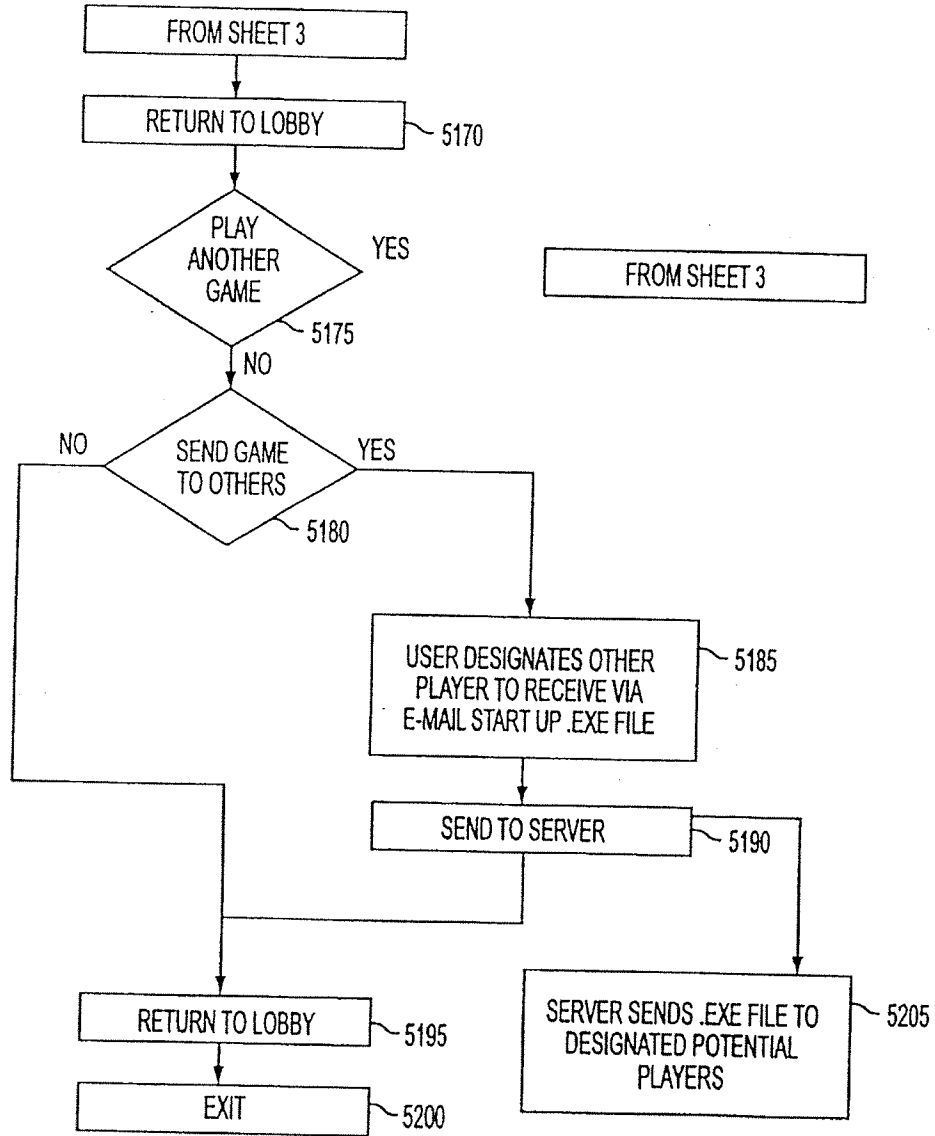 FROM SHEET 3
RETURN TO LOBBY
5170
PLAY
ANOTHER
GAME
YES
5175
FROM SHEET 3
NO
SEND GAME
TO OTHERS
NO
YES
5180
USER DESIGNATES OTHER
PLAYER TO RECEIVE VIA
E-MAIL START UP .EXE FILE
5185
SEND TO SERVER
5190
RETURN TO LOBBY
5195
SERVER SENDS .EXE FILE TO
DESIGNATED POTENTIAL
PLAYERS
5205
EXIT
5200